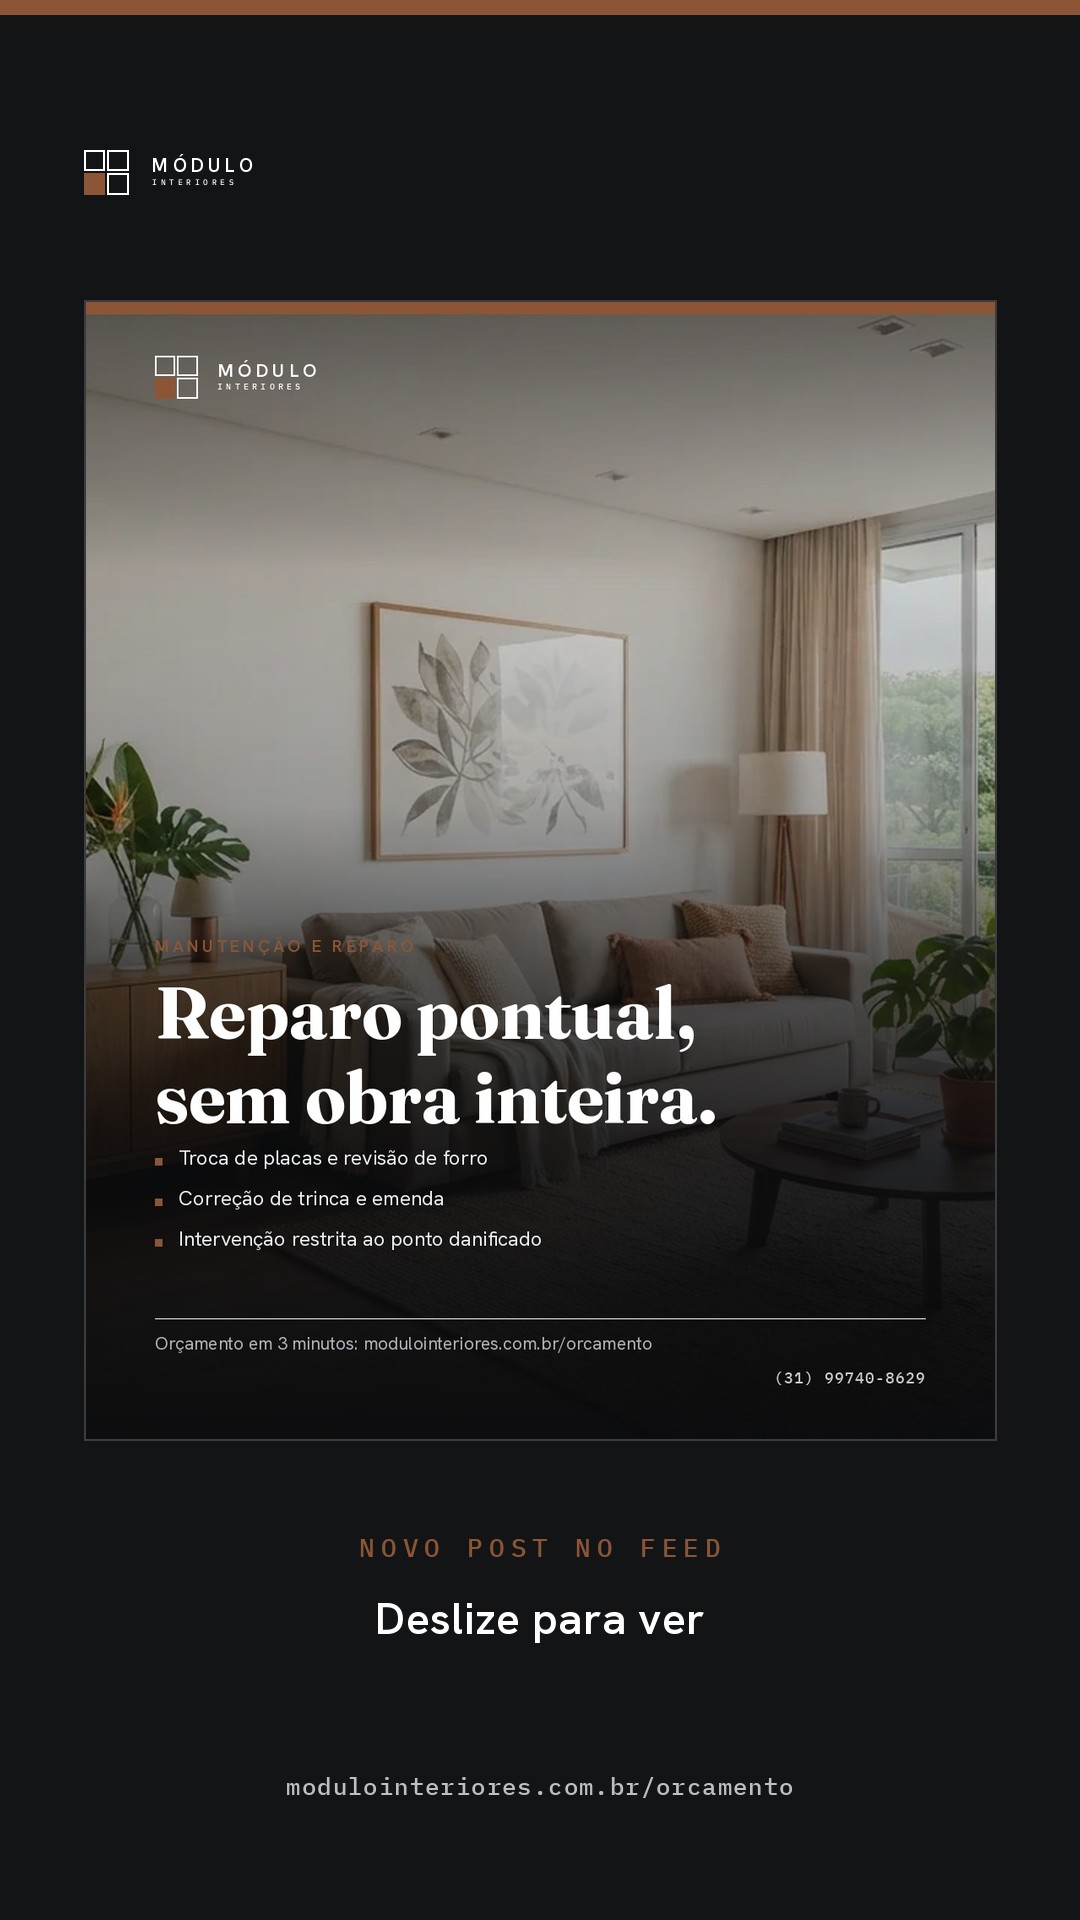 MÓDULO
INTERIORES
MÓDULO
INTERIORES
MANUTENÇÃO E REPARO
Reparo pontual,
sem obra inteira.
Troca de placas e revisão de forro
Correção de trinca e emenda
Intervenção restrita ao ponto danificado
Orçamento em 3 minutos: modulointeriores.com.br/orcamento
(31) 99740-8629
NOVO POST NO FEED
Deslize para ver
modulointeriores.com.br/orcamento